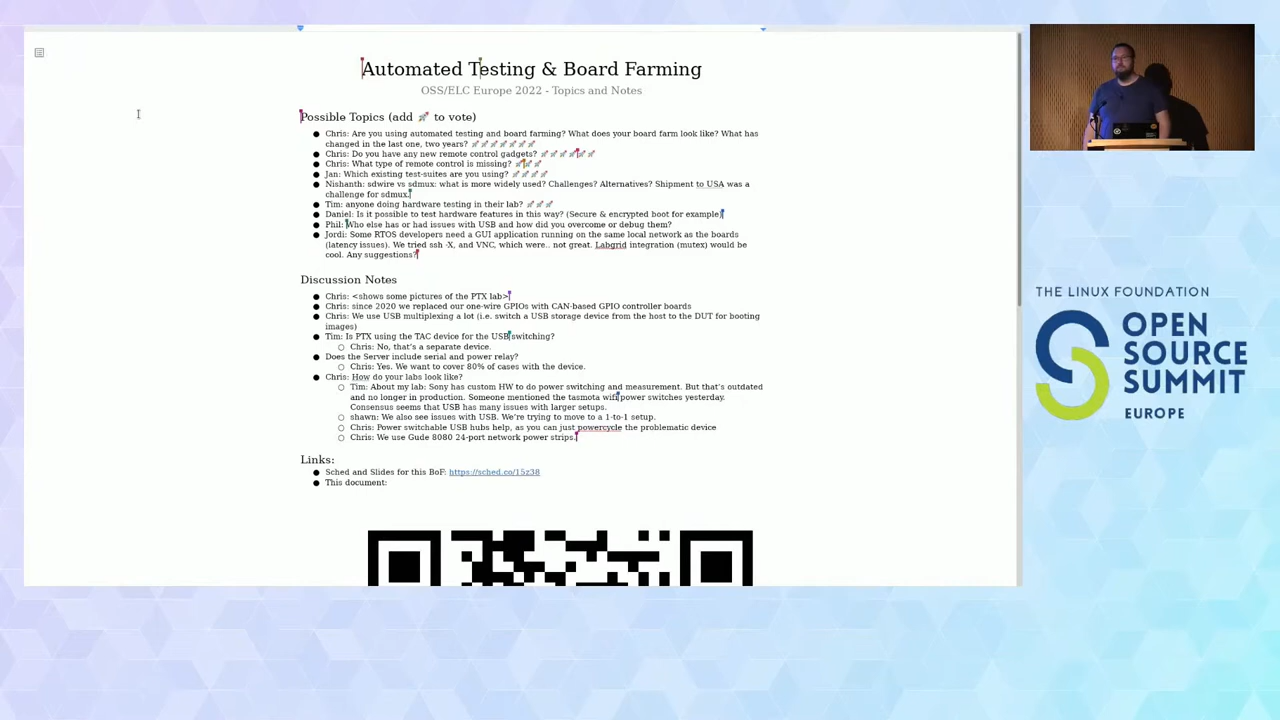 Automated Testing & Board Farming
OSS/ELC Europe 2022 - Topics and Notes
Possible Topics (add 🚀 to vote)
● Chris: Are you using automated testing and board farming? What does your board farm look like? What has
changed in the last one, two years? 🚀🚀🚀🚀🚀🚀🚀
● Chris: Do you have any new remote control gadgets? 🚀🚀🚀🚀🚀🚀
● Chris: What type of remote control is missing? 🚀🚀🚀
● Jan: Which existing test-suites are you using? 🚀🚀🚀🚀
● Nishanth: sdwire vs sdmux: what is more widely used? Challenges? Alternatives? Shipment to USA was a
challenge for sdmux.
● Tim: anyone doing hardware testing in their lab? 🚀🚀🚀
● Daniel: Is it possible to test hardware features in this way? (Secure & encrypted boot for example)
● Phil: Who else has or had issues with USB and how did you overcome or debug them?
● Jordi: Some RTOS developers need a GUI application running on the same local network as the boards
(latency issues). We tried ssh -X, and VNC, which were.. not great. Labgrid integration (mutex) would be
cool. Any suggestions?
Discussion Notes
● Chris: <shows some pictures of the PTX lab>
● Chris: since 2020 we replaced our one-wire GPIOs with CAN-based GPIO controller boards
● Chris: We use USB multiplexing a lot (i.e. switch a USB storage device from the host to the DUT for booting
images)
● Tim: Is PTX using the TAC device for the USB switching?
○ Chris: No, that's a separate device.
● Does the Server include serial and power relay?
○ Chris: Yes. We want to cover 80% of cases with the device.
● Chris: How do your labs look like?
○ Tim: About my lab: Sony has custom HW to do power switching and measurement. But that's outdated
and no longer in production. Someone mentioned the tasmota wifi power switches yesterday.
Consensus seems that USB has many issues with larger setups.
○ shawn: We also see issues with USB. We're trying to move to a 1-to-1 setup.
○ Chris: Power switchable USB hubs help, as you can just powercycle the problematic device
○ Chris: We use Gude 8080 24-port network power strips.
Links:
● Sched and Slides for this BoF: https://sched.co/15z38
● This document:
THE LINUX FOUNDATION
OPEN
SOURCE
SUMMIT
EUROPE